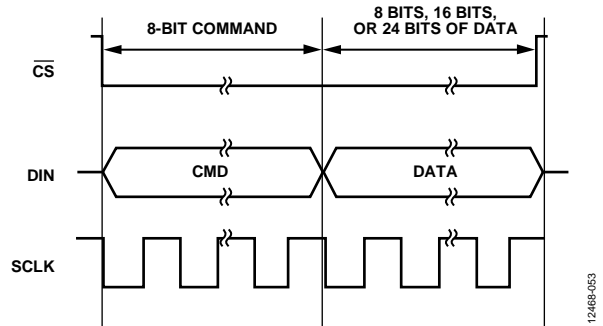 8-BIT COMMAND
8 BITS, 16 BITS,
OR 24 BITS OF DATA
CS
DIN
CMD
DATA
SCLK
12468-053